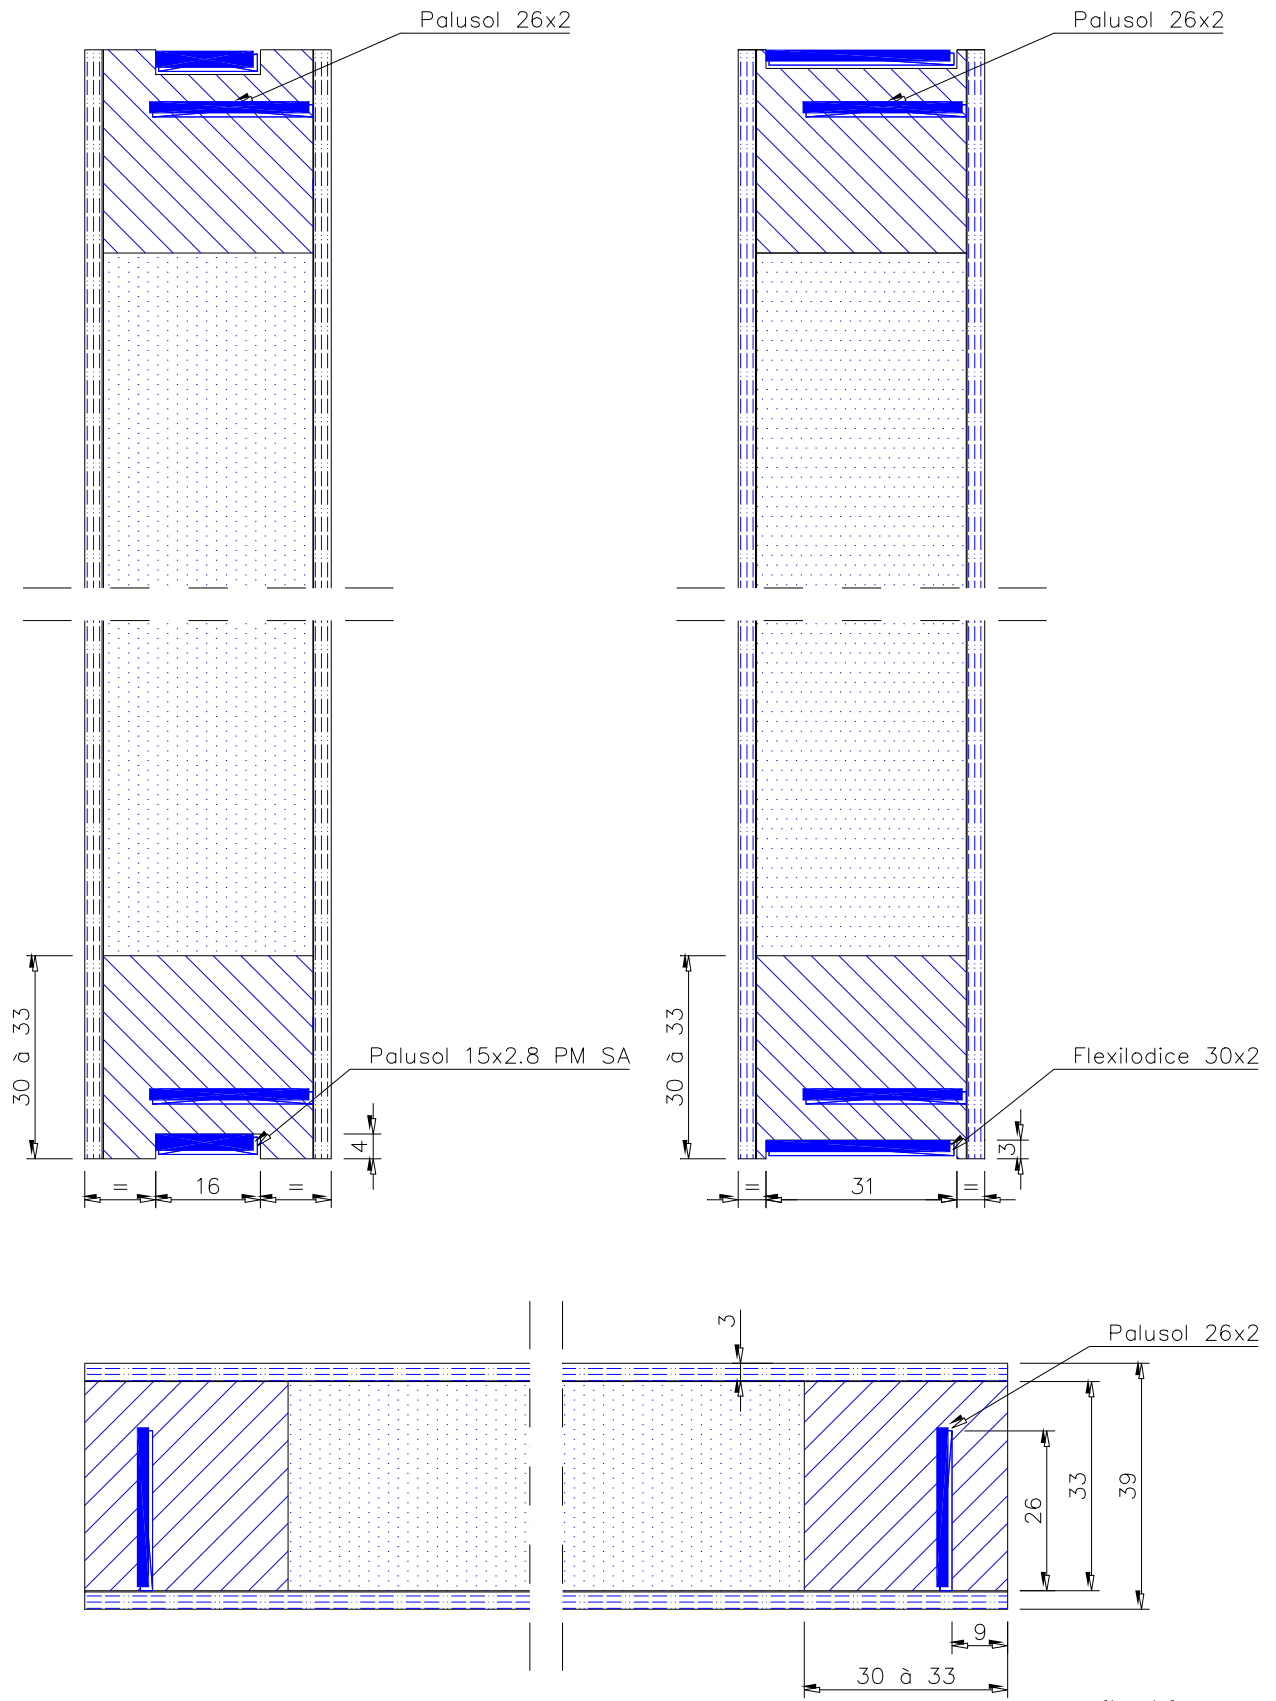 Palusol 26x2
Palusol 26x2
30 à 33
Palusol 15x2.8 PM SA
4
= 16 =
30 à 33
Flexilodice 30x2
3
= 31 =
3
Palusol 26x2
26
33
39
9
30 à 33